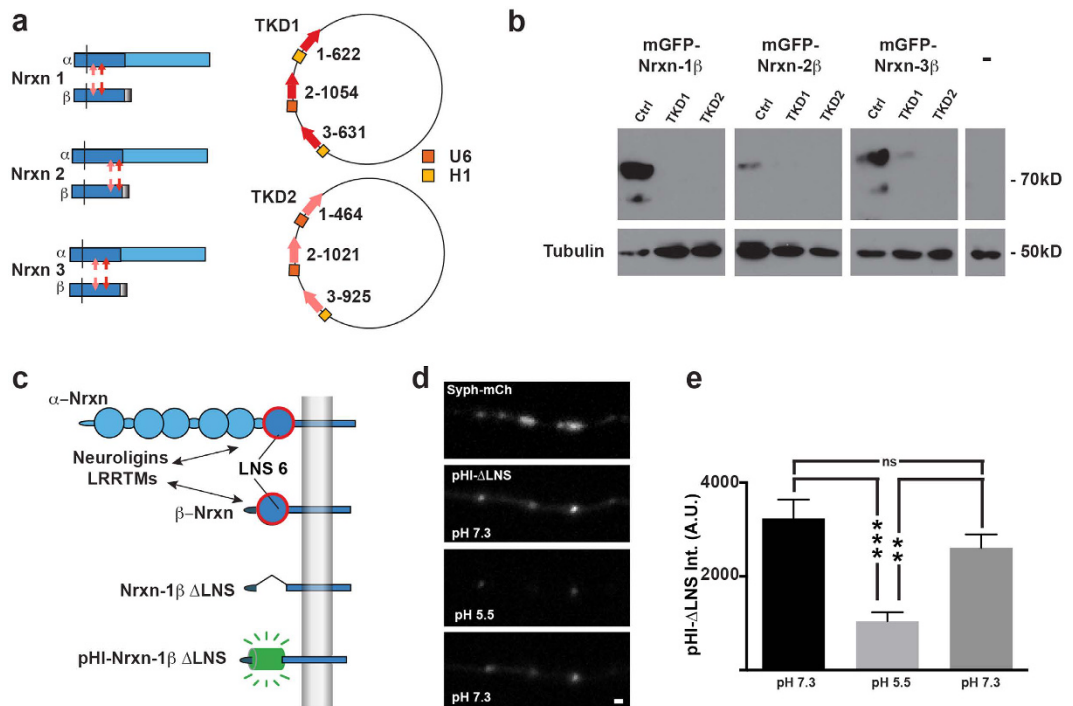 a
Nrxn 1
α
β
Nrxn 2
α
β
Nrxn 3
α
β
TKD1
1-622
2-1054
3-631
U6
H1
TKD2
1-464
2-1021
3-925
b
mGFP-
Nrxn-1β
mGFP-
Nrxn-2β
mGFP-
Nrxn-3β
-
Ctrl
TKD1
TKD2
Ctrl
TKD1
TKD2
Ctrl
TKD1
TKD2
- 70kD
Tubulin
- 50kD
c
α–Nrxn
Neuroligins
LRRTMs
LNS 6
β–Nrxn
Nrxn-1β ΔLNS
pHI-Nrxn-1β ΔLNS
d
Syph-mCh
pHI-ΔLNS
pH 7.3
pH 5.5
pH 7.3
e
pHI-ΔLNS Int. (A.U.)
4000
2000
ns
***
**
pH 7.3
pH 5.5
pH 7.3